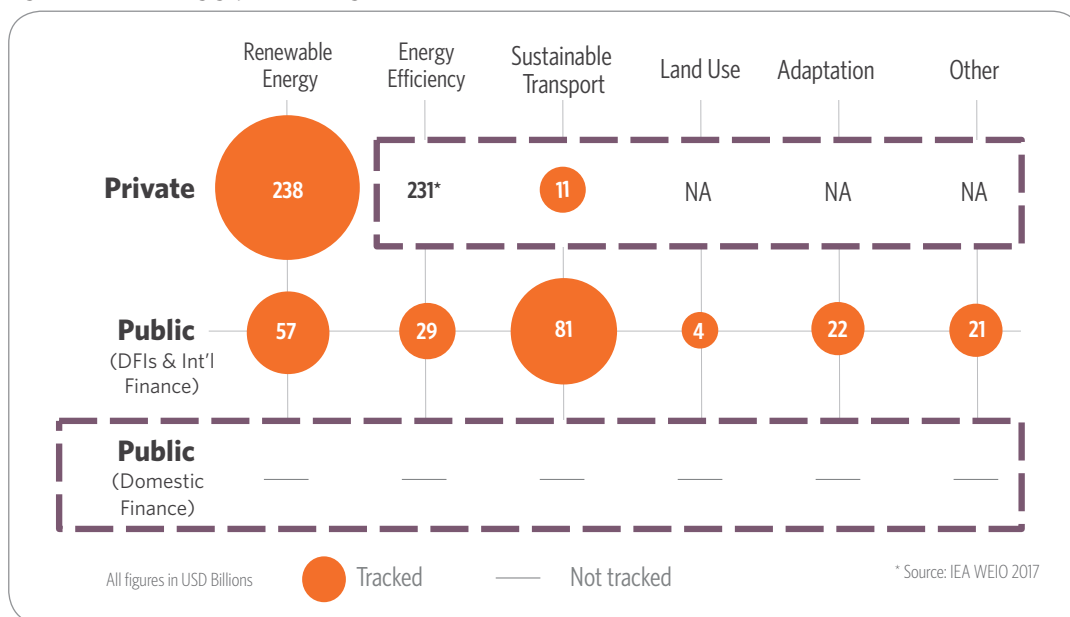 Renewable
Energy
Energy
Efficiency
Sustainable
Transport
Land Use
Adaptation
Other
Private
238
231*
11
NA
NA
NA
Public
(DFIs & Int'l
Finance)
57
29
81
4
22
21
Public
(Domestic
Finance)
All figures in USD Billions
Tracked
Not tracked
* Source: IEA WEIO 2017